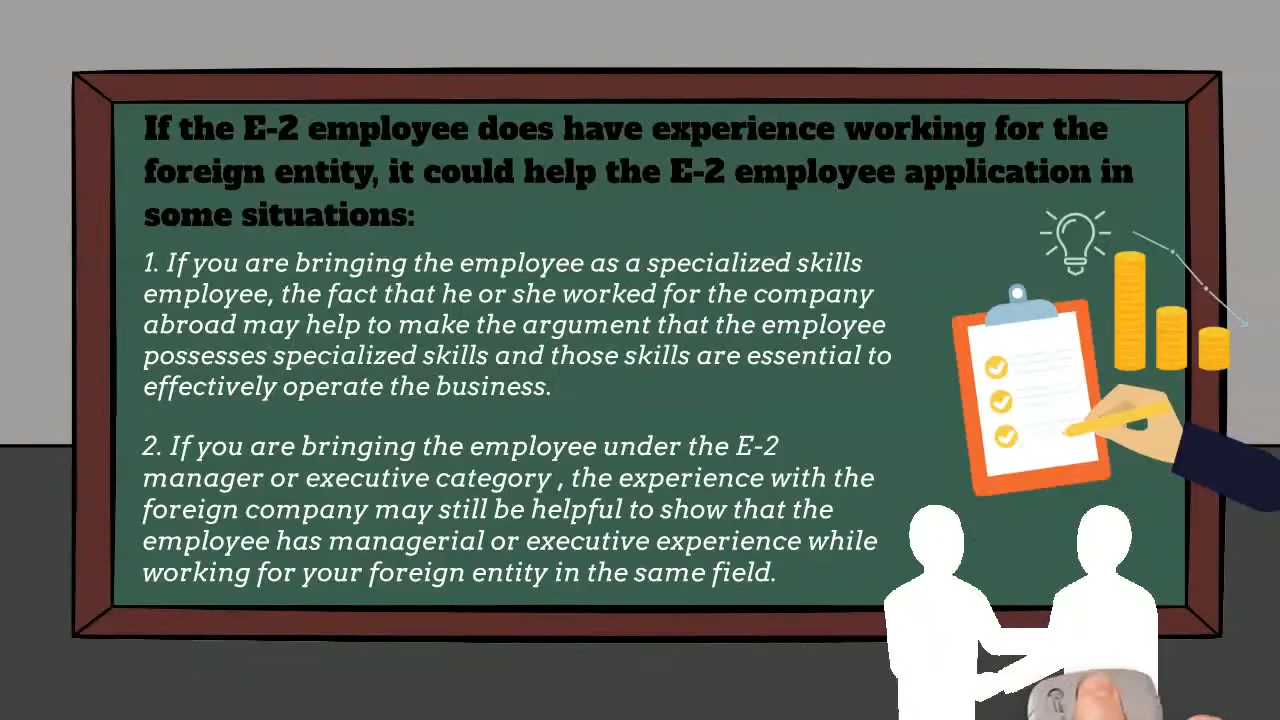 If the E-2 employee does have experience working for the
foreign entity, it could help the E-2 employee application in
some situations:
1. If you are bringing the employee as a specialized skills
employee, the fact that he or she worked for the company
abroad may help to make the argument that the employee
possesses specialized skills and those skills are essential to
effectively operate the business.
2. If you are bringing the employee under the E-2
manager or executive category , the experience with the
foreign company may still be helpful to show that the
employee has managerial or executive experience while
working for your foreign entity in the same field.